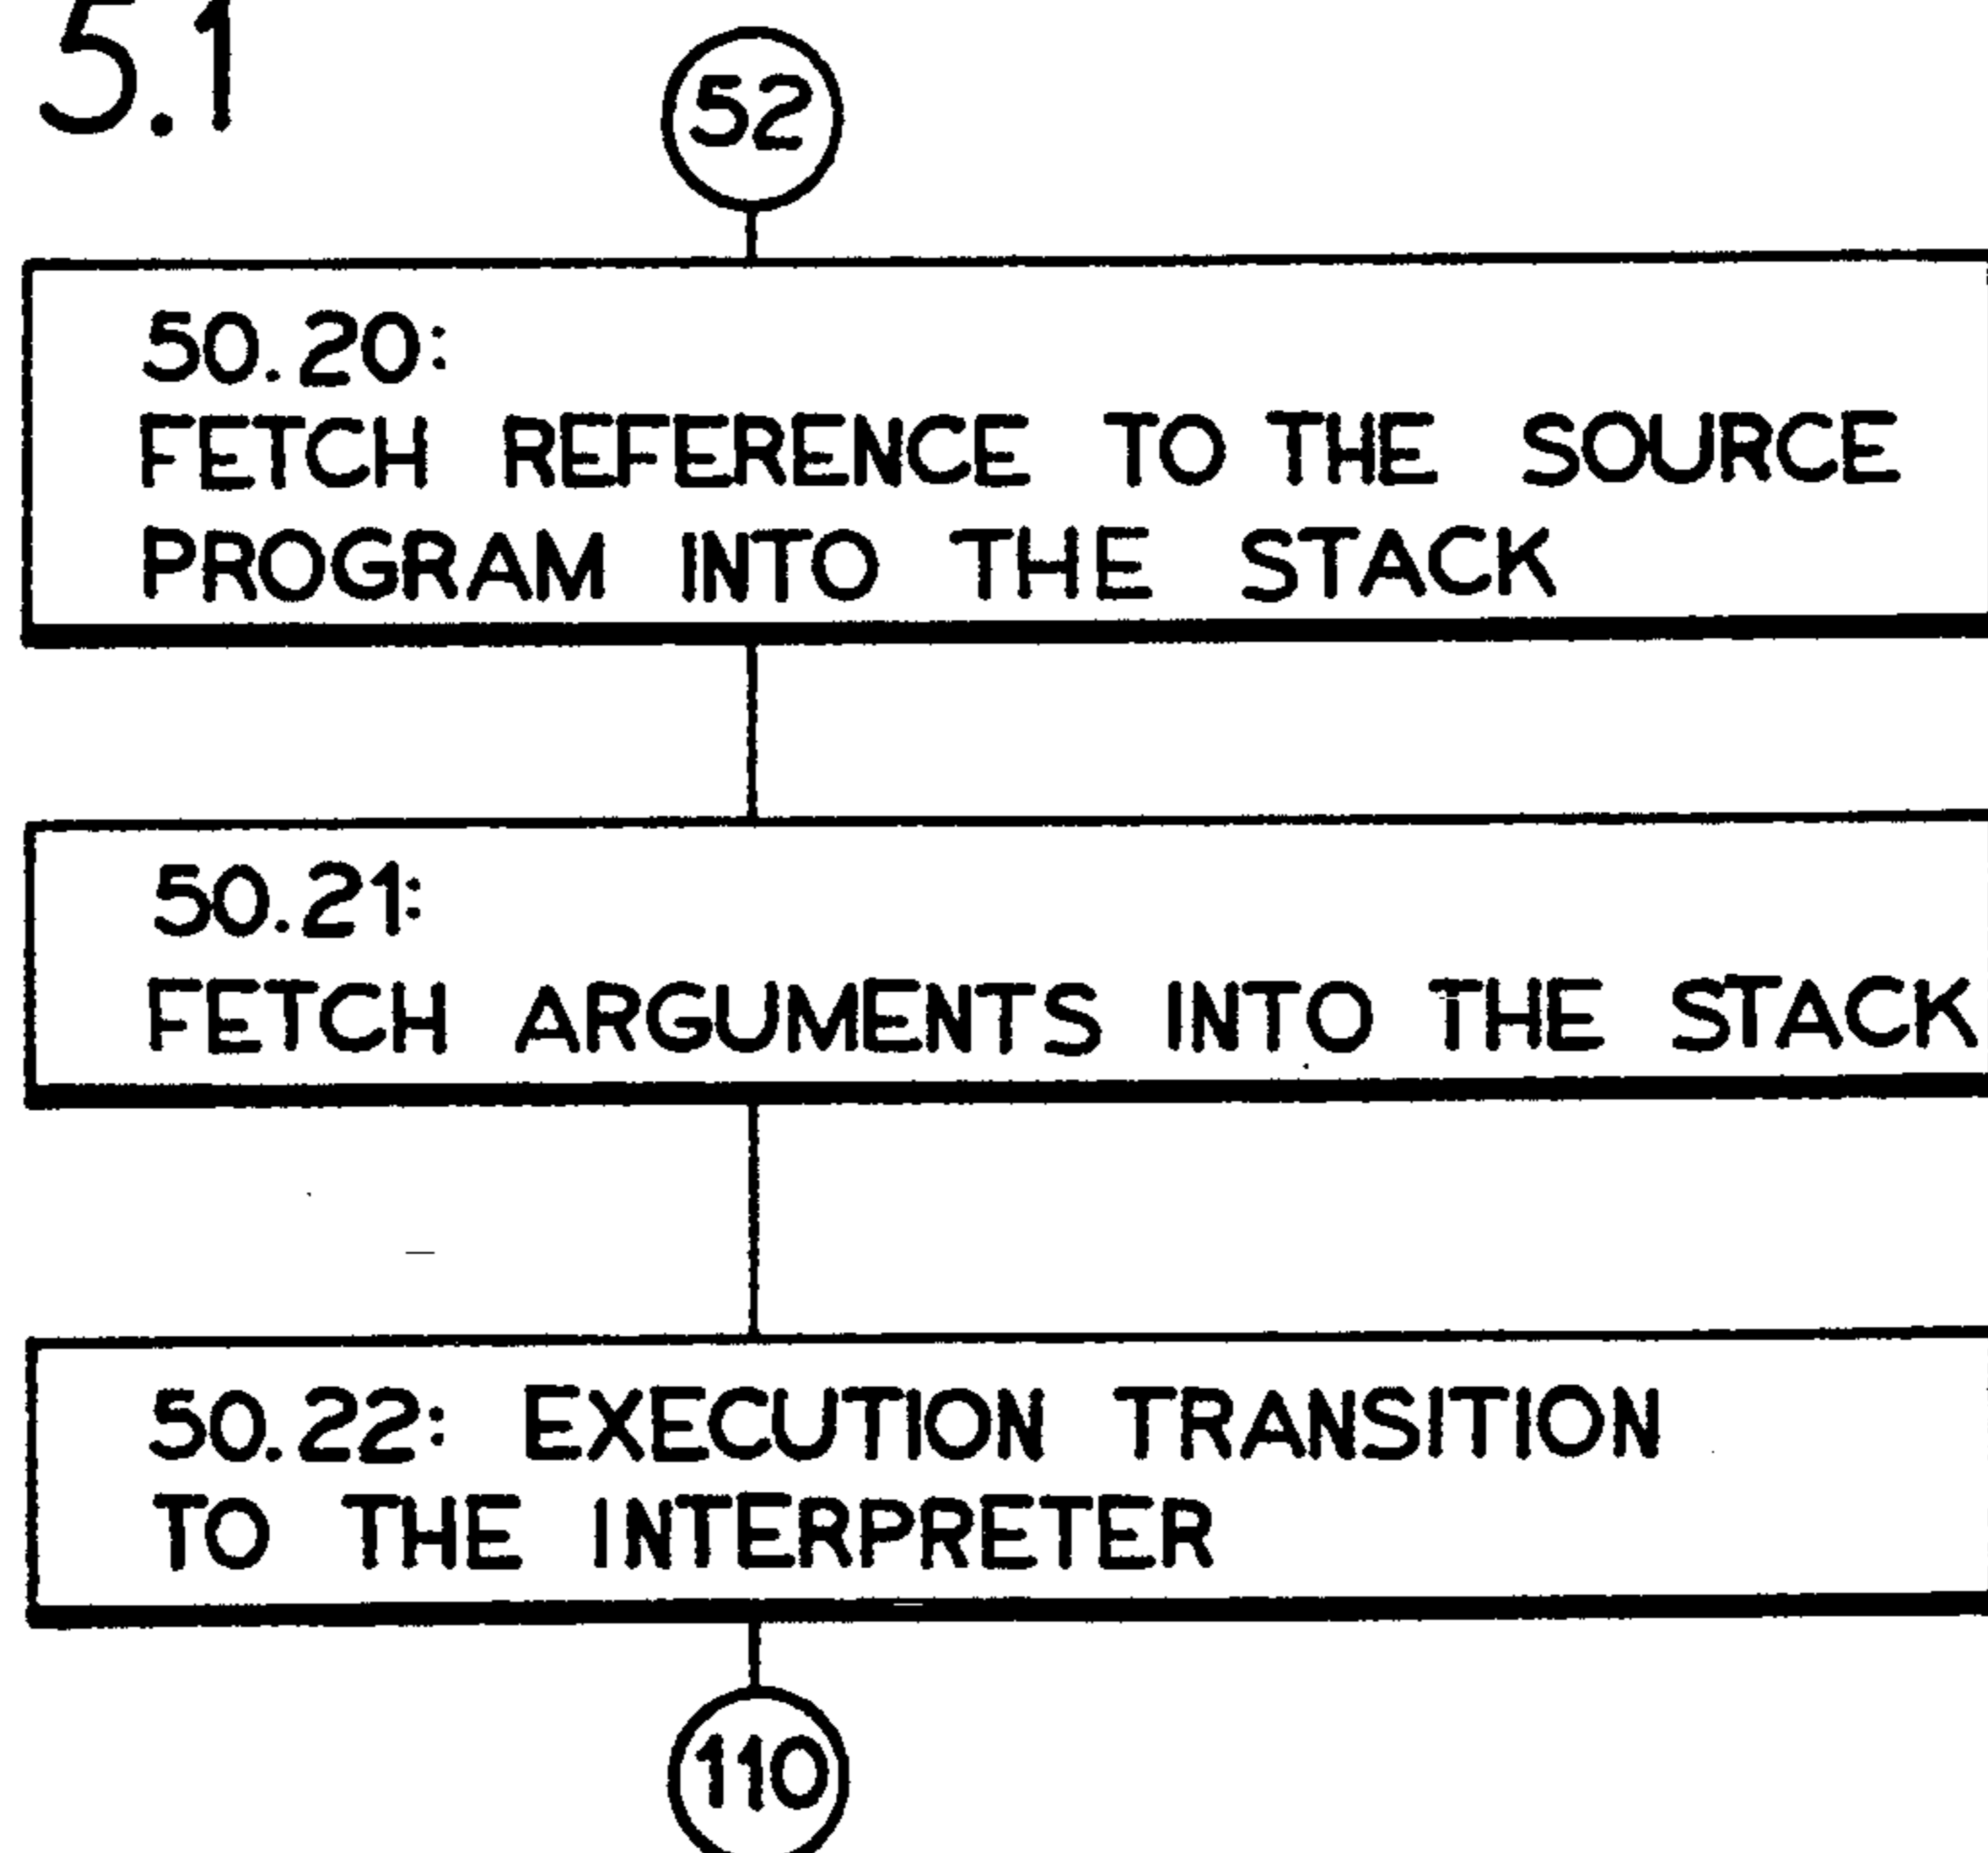 5.1
52
50.20:
FETCH REFERENCE TO THE SOURCE
PROGRAM INTO THE STACK
50.21:
FETCH ARGUMENTS INTO THE STACK
50.22: EXECUTION TRANSITION
TO THE INTERPRETER
110